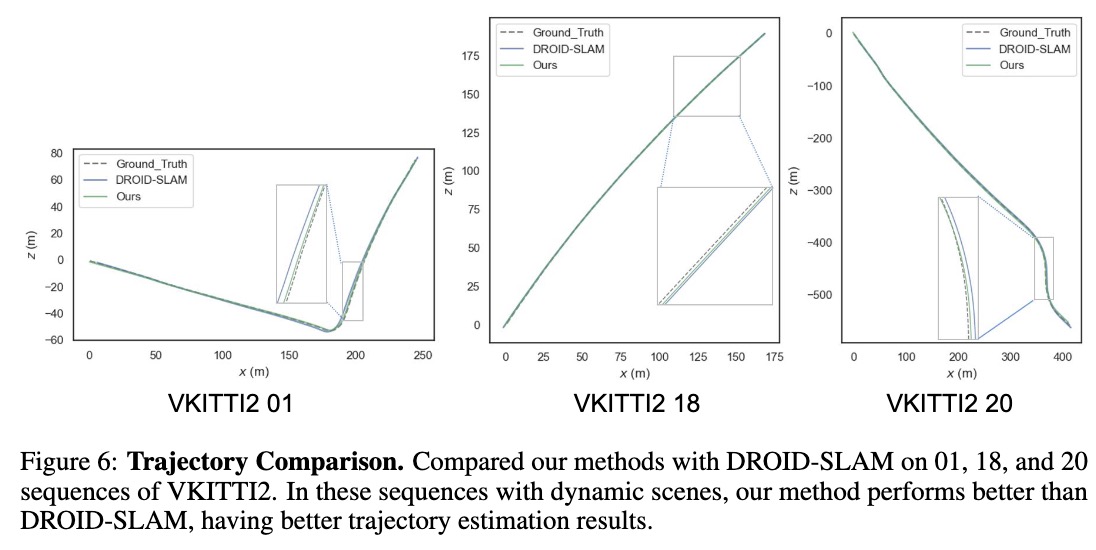 80
60
40
20
0
−20
−40
−60
z (m)
Ground_Truth
DROID-SLAM
Ours
0 50 100 150 200 250
x (m)
VKITTI2 01
175
150
125
100
75
50
25
0
z (m)
Ground_Truth
DROID-SLAM
Ours
0 25 50 75 100 125 150 175
x (m)
VKITTI2 18
0
−100
−200
−300
−400
−500
z (m)
Ground_Truth
DROID-SLAM
Ours
0 100 200 300 400
x (m)
VKITTI2 20
Figure 6: Trajectory Comparison. Compared our methods with DROID-SLAM on 01, 18, and 20
sequences of VKITTI2. In these sequences with dynamic scenes, our method performs better than
DROID-SLAM, having better trajectory estimation results.